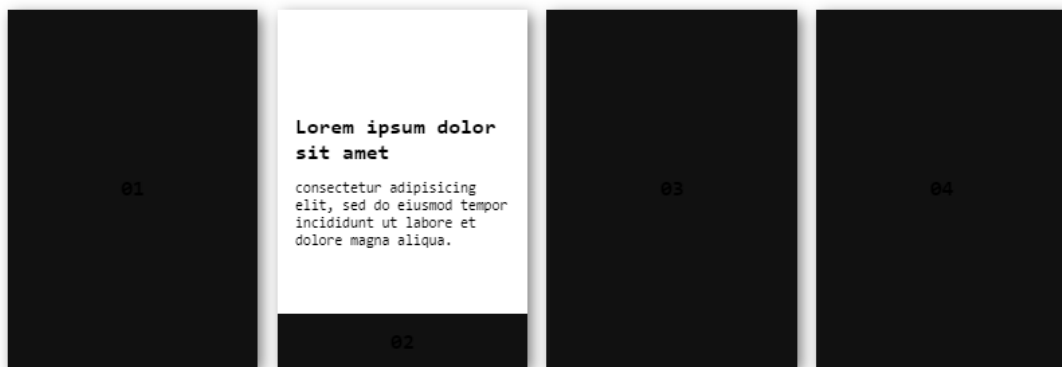 01
Lorem ipsum dolor
sit amet
consectetur adipisicing
elit, sed do eiusmod tempor
incididunt ut labore et
dolore magna aliqua.
02
03
04